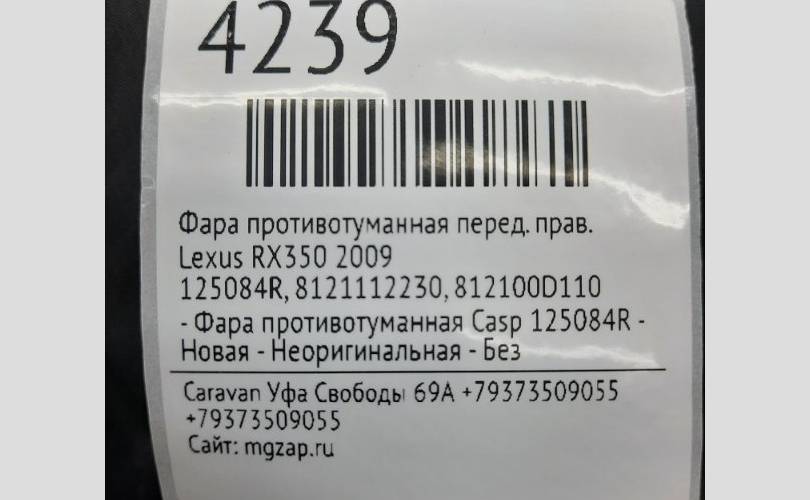 4239
Фара противотуманная перед. прав.
Lexus RX350 2009
125084R, 8121112230, 812100D110
- Фара противотуманная Casp 125084R -
Новая - Неоригинальная - Без
Caravan Уфа Свободы 69А +79373509055
+79373509055
Сайт: mgzap.ru